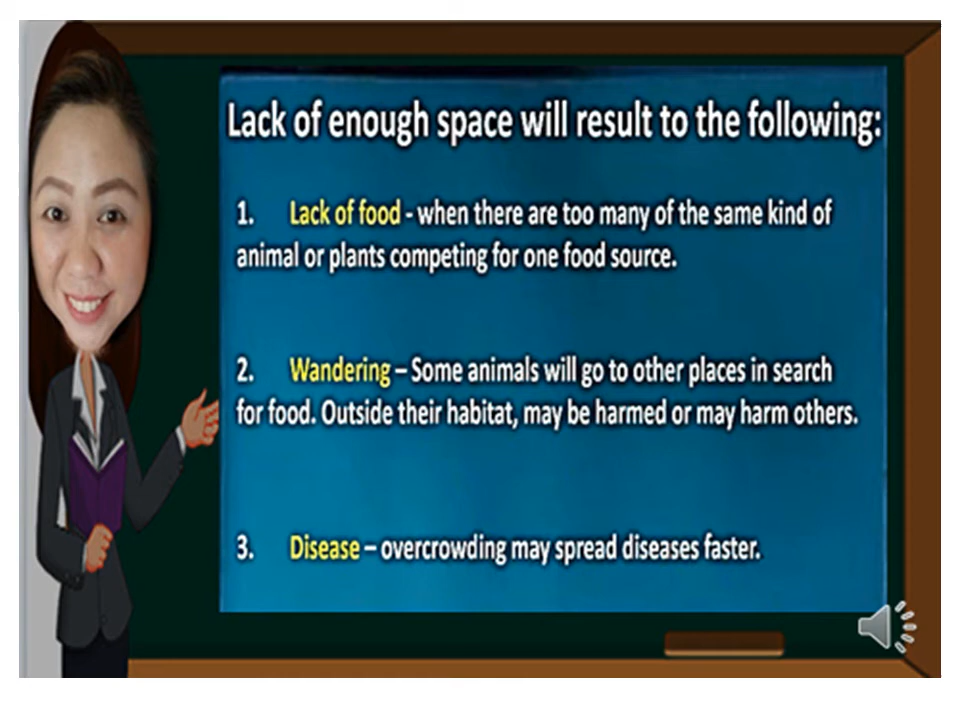 Lack of enough space will result to the following:
1. Lack of food - when there are too many of the same kind of
animal or plants competing for one food source.
2. Wandering – Some animals will go to other places in search
for food. Outside their habitat, may be harmed or may harm others.
3. Disease – overcrowding may spread diseases faster.